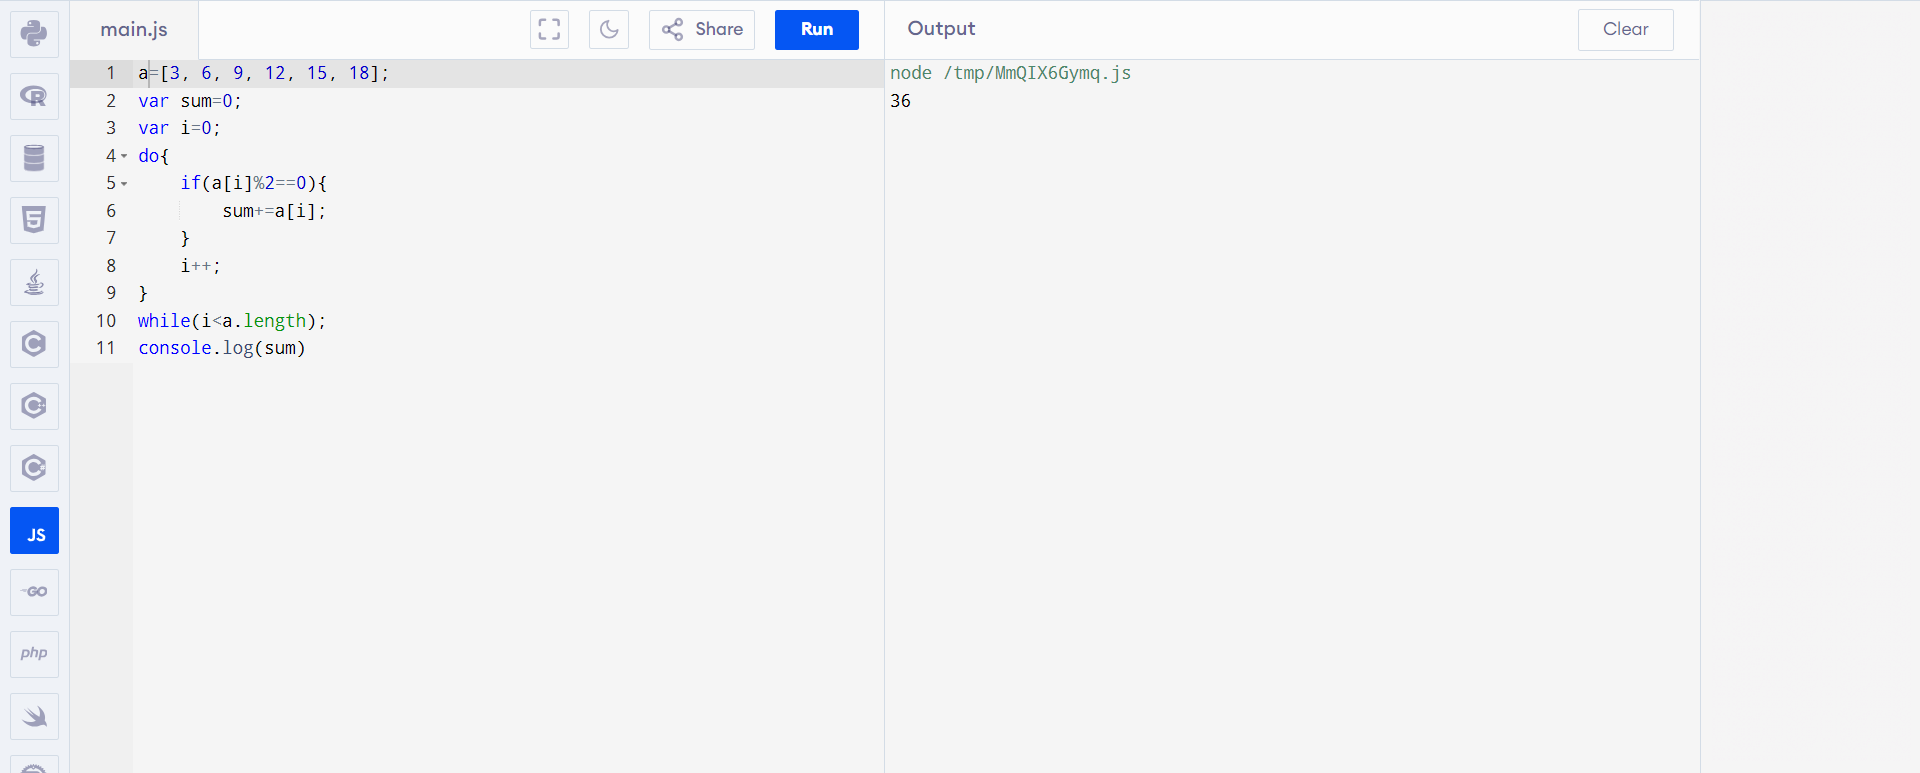 main.js
Share
Run
Output
Clear
1 a=[3, 6, 9, 12, 15, 18];
2 var sum=0;
3 var i=0;
4 do{
5     if(a[i]%2==0){
6         sum+=a[i];
7     }
8     i++;
9 }
10 while(i<a.length);
11 console.log(sum)
node /tmp/MmQIX6Gymq.js
36
R
5
C
C+
C#
JS
GO
php